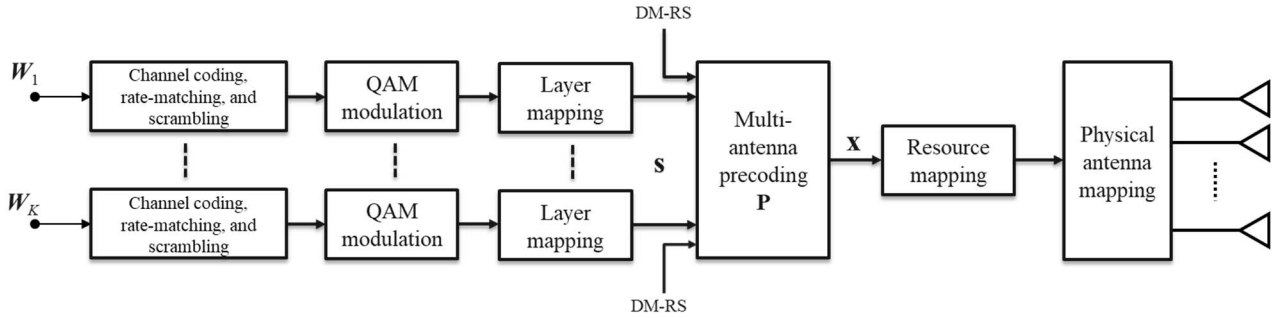 DM-RS
W1
Channel coding,
rate-matching, and
scrambling
QAM
modulation
Layer
mapping
Multi-
antenna
precoding
P
x
Resource
mapping
Physical
antenna
mapping
s
WK
Channel coding,
rate-matching, and
scrambling
QAM
modulation
Layer
mapping
DM-RS